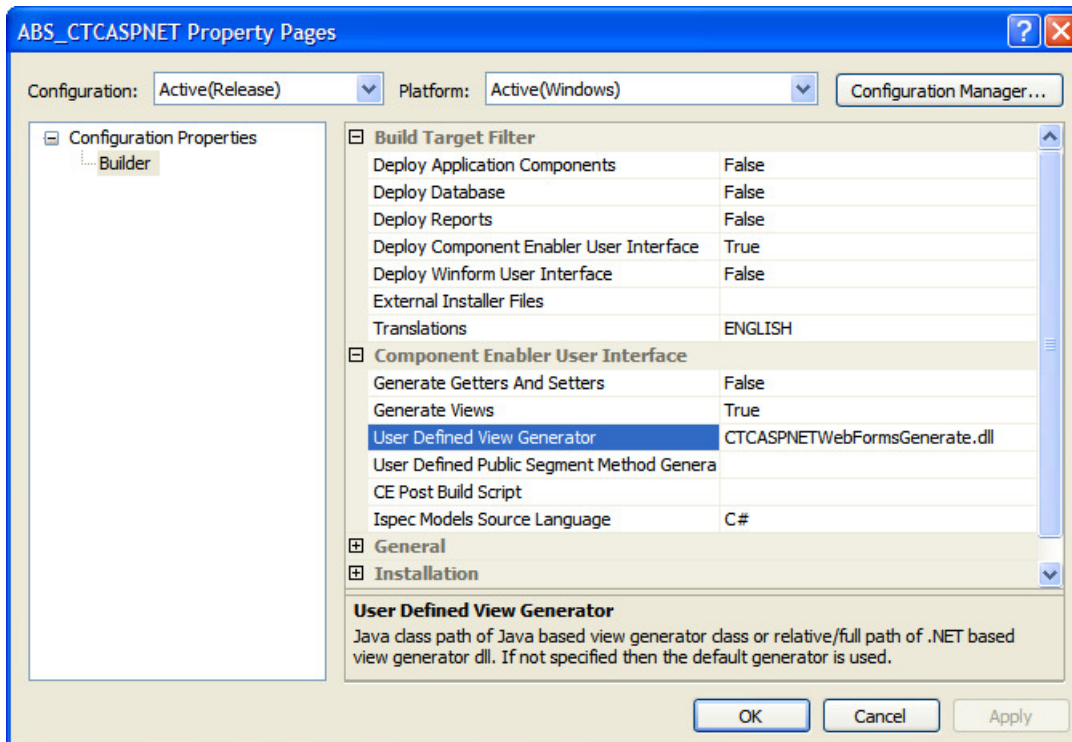 ABS_CTCASPNET Property Pages
Configuration: Active(Release) Platform: Active(Windows) Configuration Manager...
Configuration Properties
Builder
Build Target Filter
Deploy Application Components False
Deploy Database False
Deploy Reports False
Deploy Component Enabler User Interface True
Deploy Winform User Interface False
External Installer Files
Translations ENGLISH
Component Enabler User Interface
Generate Getters And Setters False
Generate Views True
User Defined View Generator CTCASPNETWebFormsGenerate.dll
User Defined Public Segment Method Genera
CE Post Build Script
Ispec Models Source Language C#
General
Installation
User Defined View Generator
Java class path of Java based view generator class or relative/full path of .NET based
view generator dll. If not specified then the default generator is used.
OK Cancel Apply